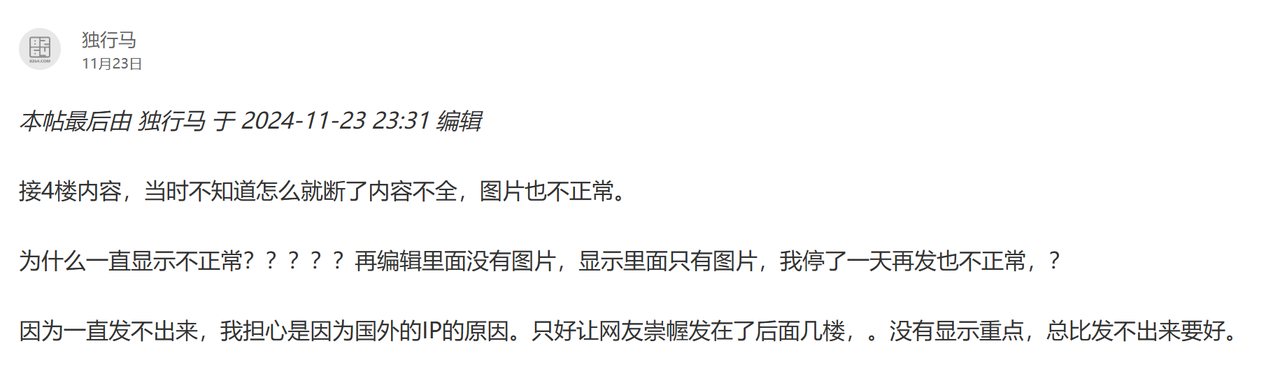 独行马
11月23日
本帖最后由 独行马 于 2024-11-23 23:31 编辑
接4楼内容，当时不知道怎么就断了内容不全，图片也不正常。
为什么一直显示不正常？？？？？再编辑里面没有图片，显示里面只有图片，我停了一天再发也不正常，？
因为一直发不出来，我担心是因为国外的IP的原因。只好让网友崇幄发在了后面几楼，。没有显示重点，总比发不出来要好。